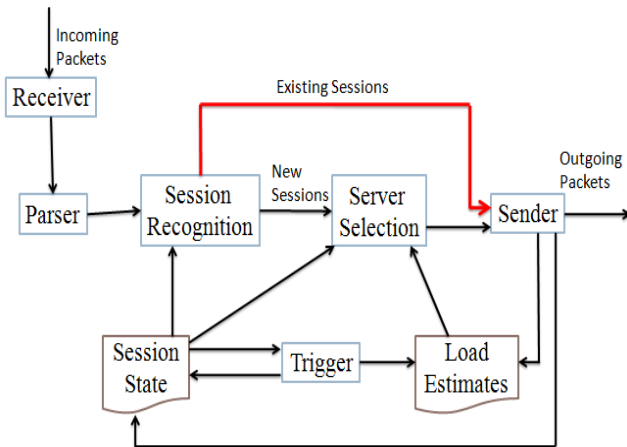 Incoming
Packets
Receiver
Existing Sessions
Outgoing
Packets
Parser
Session
Recognition
New
Sessions
Server
Selection
Sender
Session
State
Trigger
Load
Estimates